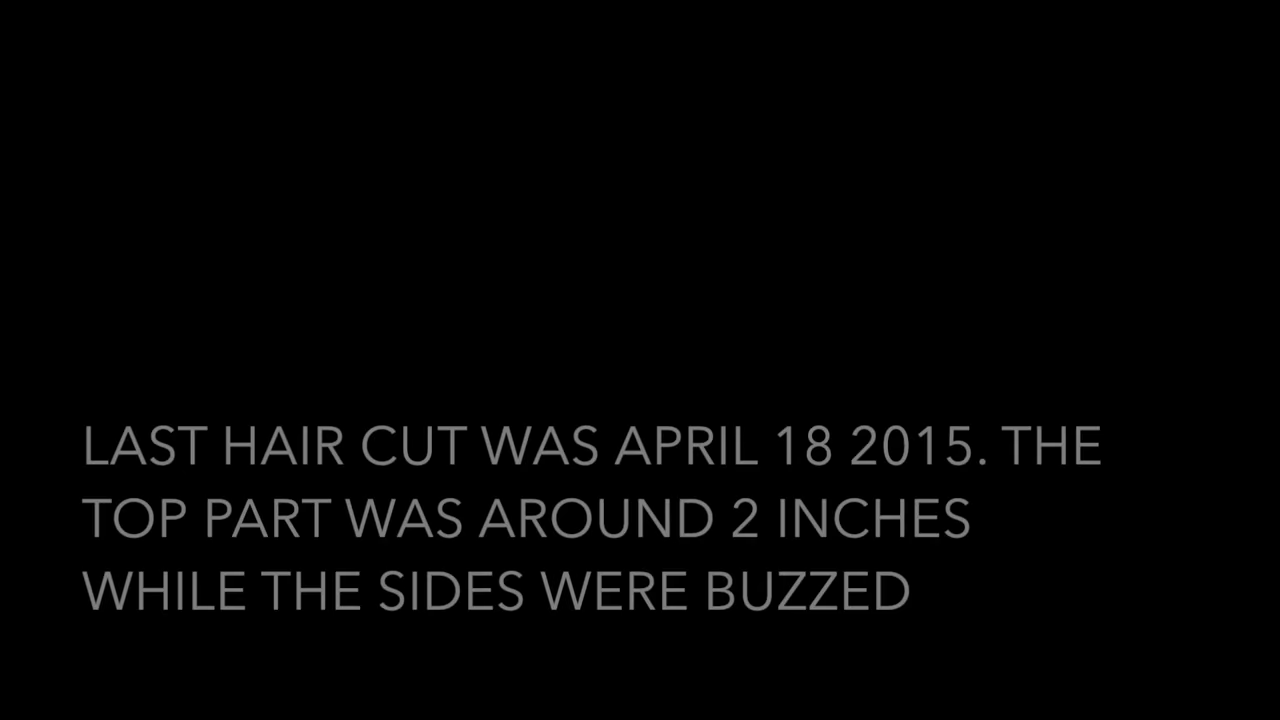 LAST HAIR CUT WAS APRIL 18 2015. THE
TOP PART WAS AROUND 2 INCHES
WHILE THE SIDES WERE BUZZED